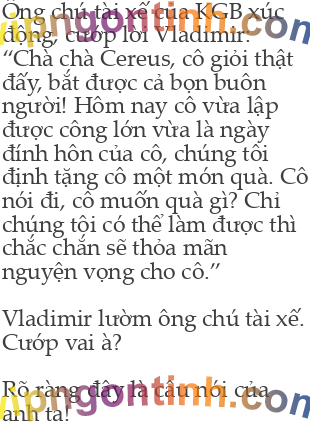 Ông chú tài xế của KGB xúc
động, cướp lời Vladimir:
“Chà chà Cereus, cô giỏi thật
đấy, bắt được cả bọn buôn
người! Hôm nay cô vừa lập
được công lớn vừa là ngày
đính hôn của cô, chúng tôi
định tặng cô một món quà. Cô
nói đi, cô muốn quà gì? Chỉ
chúng tôi có thể làm được thì
chắc chắn sẽ thỏa mãn
nguyện vọng cho cô.”
Vladimir lườm ông chú tài xế.
Cướp vai à?
Rõ ràng đây là câu nói của
anh ta!
vipngontinh.com
vipngontinh.com